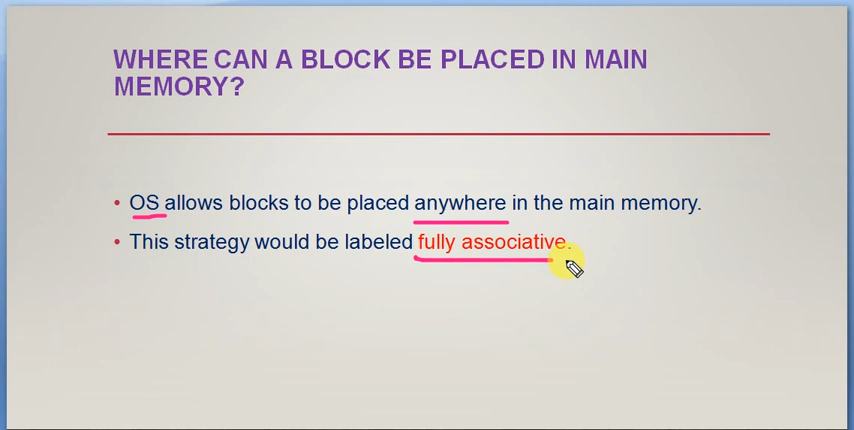 WHERE CAN A BLOCK BE PLACED IN MAIN
MEMORY?
• OS allows blocks to be placed anywhere in the main memory.
• This strategy would be labeled fully associative.